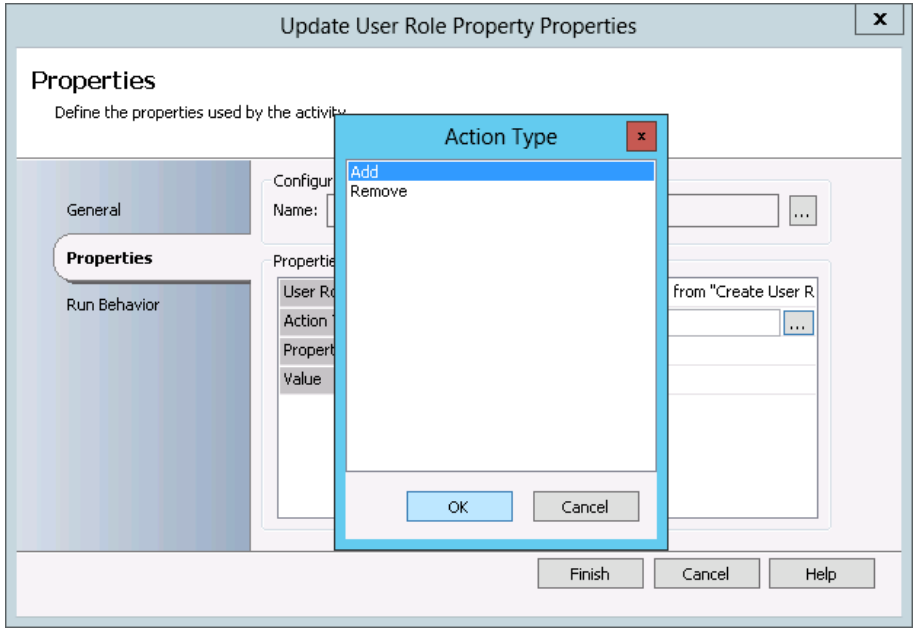 Update User Role Property Properties
x
Properties
Define the properties used by the activity
General
Properties
Run Behavior
Configur
Name:
...
Propertie
User Ro
from "Create User R
Action
...
Propert
Value
Action Type
x
Add
Remove
OK
Cancel
Finish
Cancel
Help